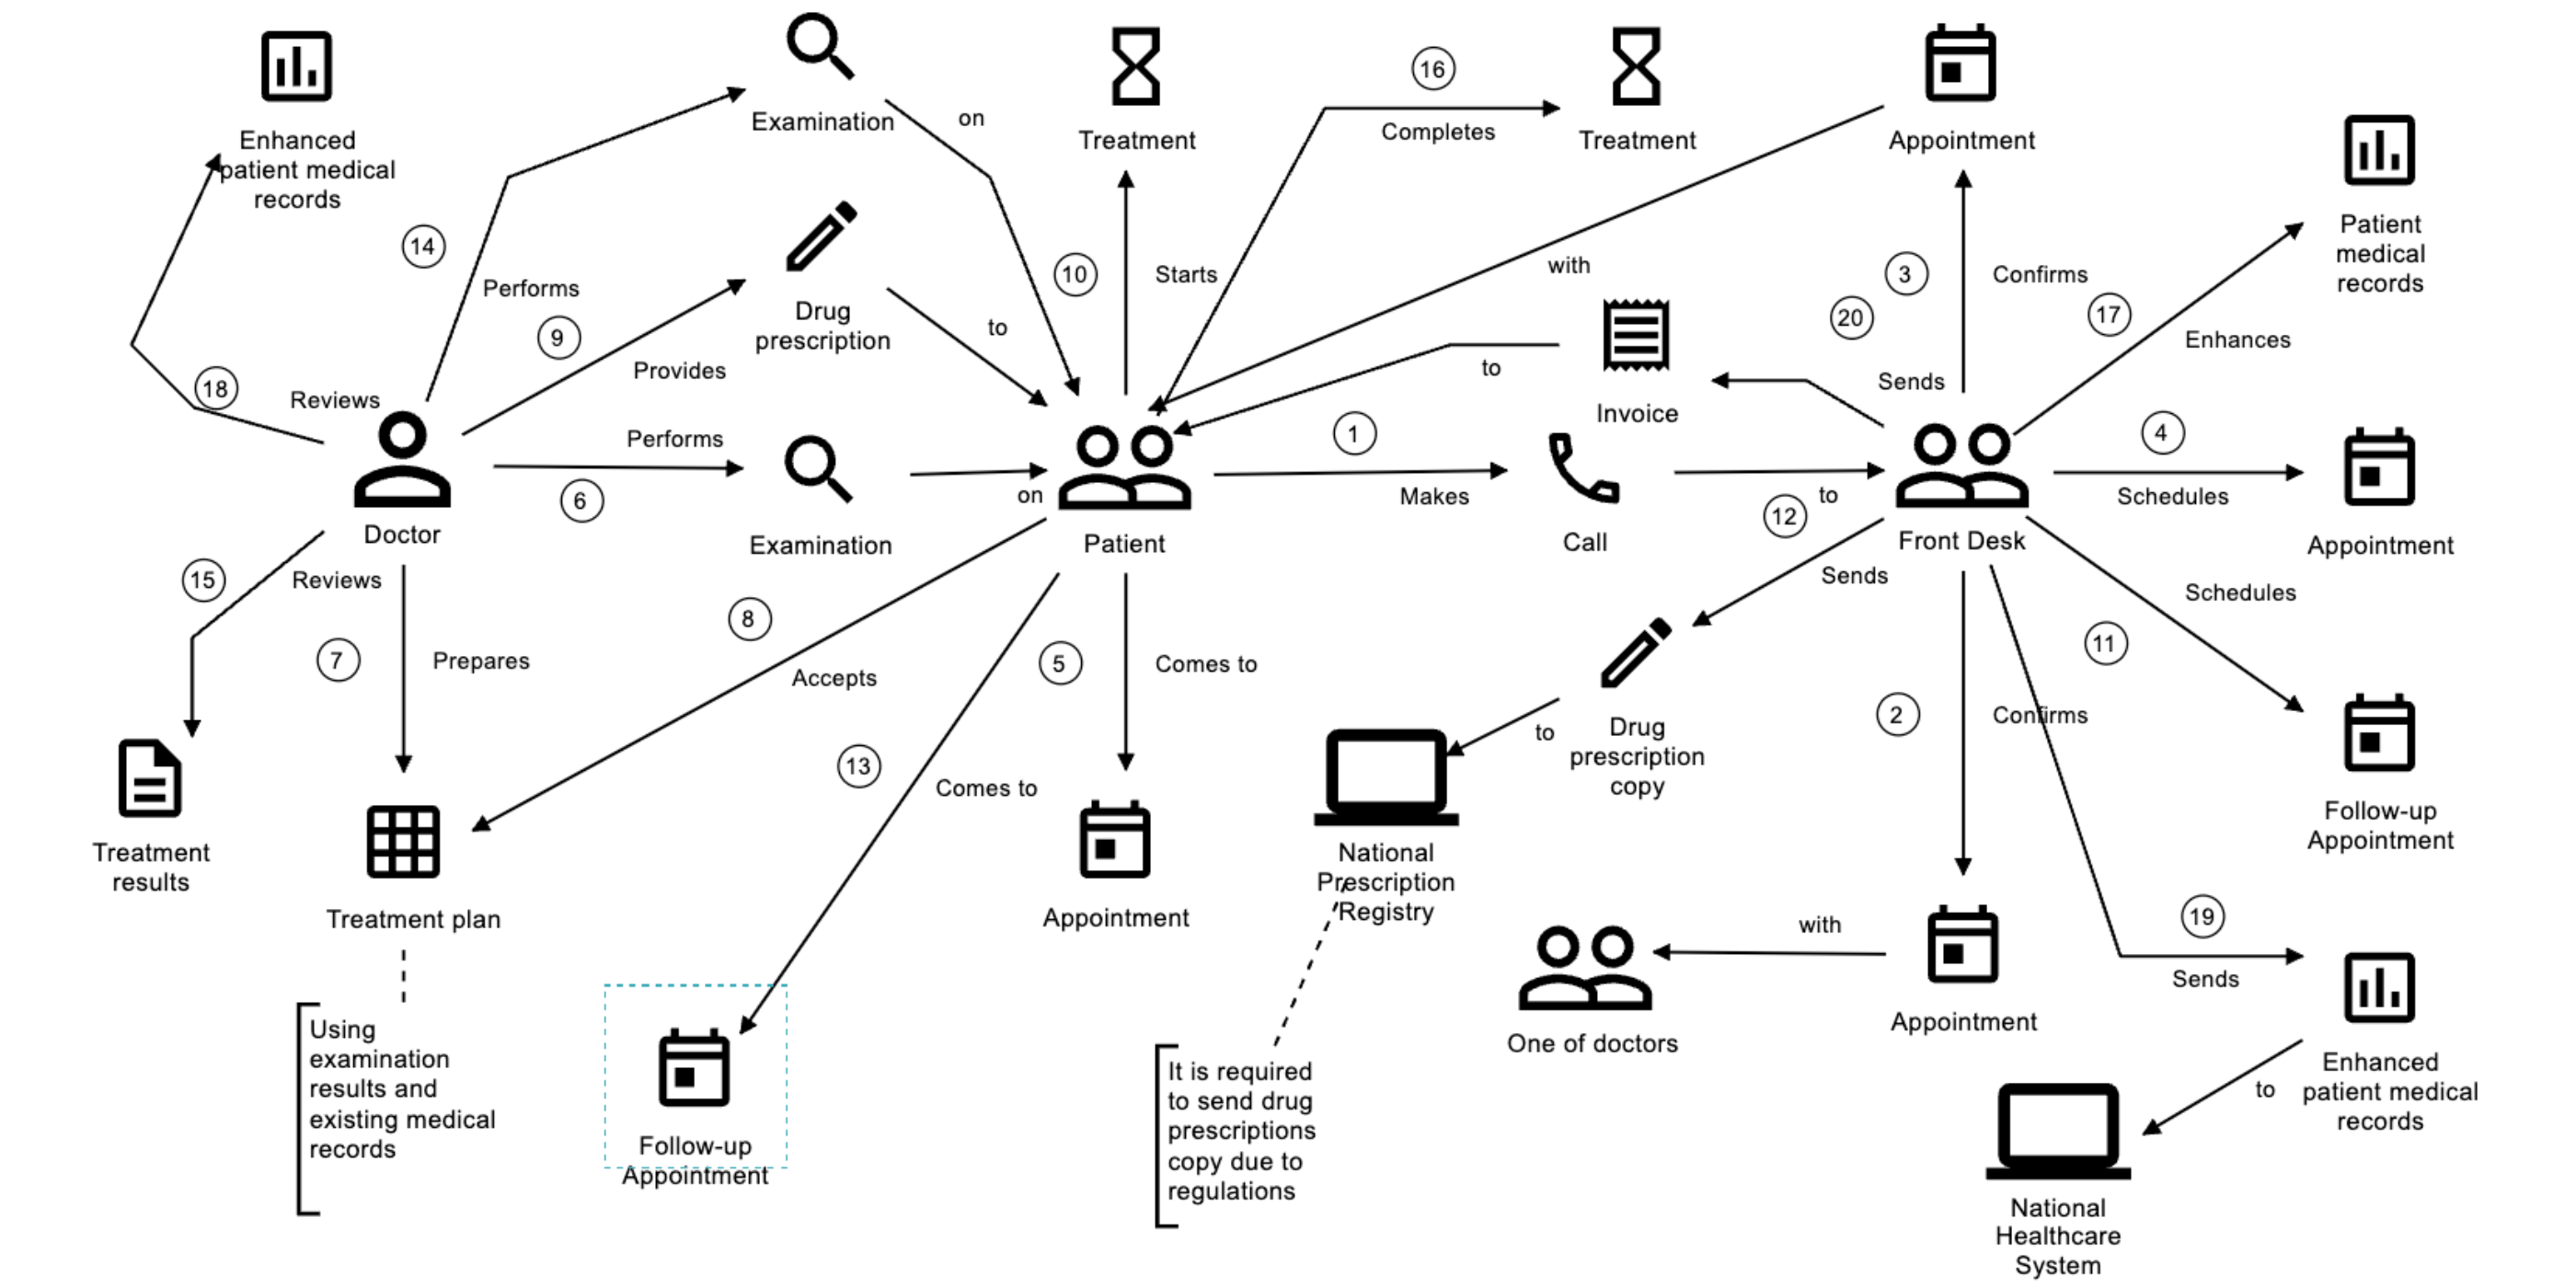 16
Examination
on
Treatment
Completes
Treatment
Appointment
Enhanced
patient medical
records
Patient
medical
records
14
Performs
10
Starts
with
3
Confirms
20
17
Enhances
9
Drug
prescription
to
Provides
to
Sends
Invoice
18
Reviews
Performs
6
on
1
Makes
to
4
Schedules
Doctor
Examination
Patient
Call
12
Front Desk
Appointment
15
Reviews
Sends
Schedules
8
11
7
Prepares
Accepts
5
Comes to
2
Confirms
13
Comes to
to
Drug
prescription
copy
Treatment
results
National
Prescription
Registry
Follow-up
Appointment
Treatment plan
Appointment
with
19
Sends
Using
examination
results and
existing medical
records
One of doctors
Appointment
It is required
to send drug
prescriptions
copy due to
regulations
Enhanced
patient medical
records
to
Follow-up
Appointment
National
Healthcare
System